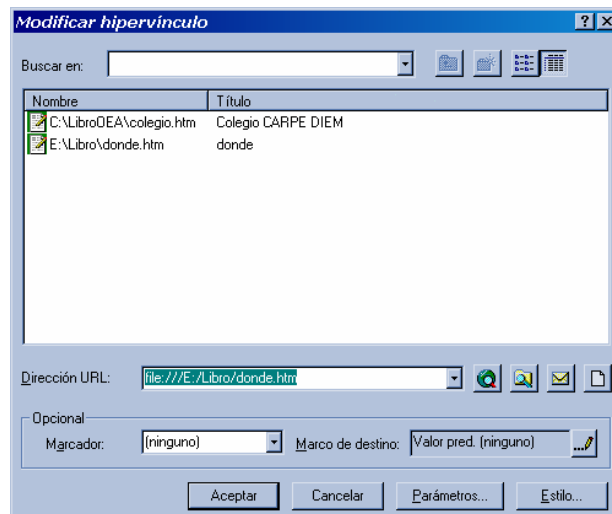 Modificar hipervínculo
Buscar en:
Nombre Título
C:\LibroOEA\colegio.htm Colegio CARPE DIEM
E:\Libro\donde.htm donde
Dirección URL: file:///E:/Libro/donde.htm
Opcional
Marcador: (ninguno) Marco de destino: Valor pred. (ninguno)
Aceptar Cancelar Parámetros... Estilo...